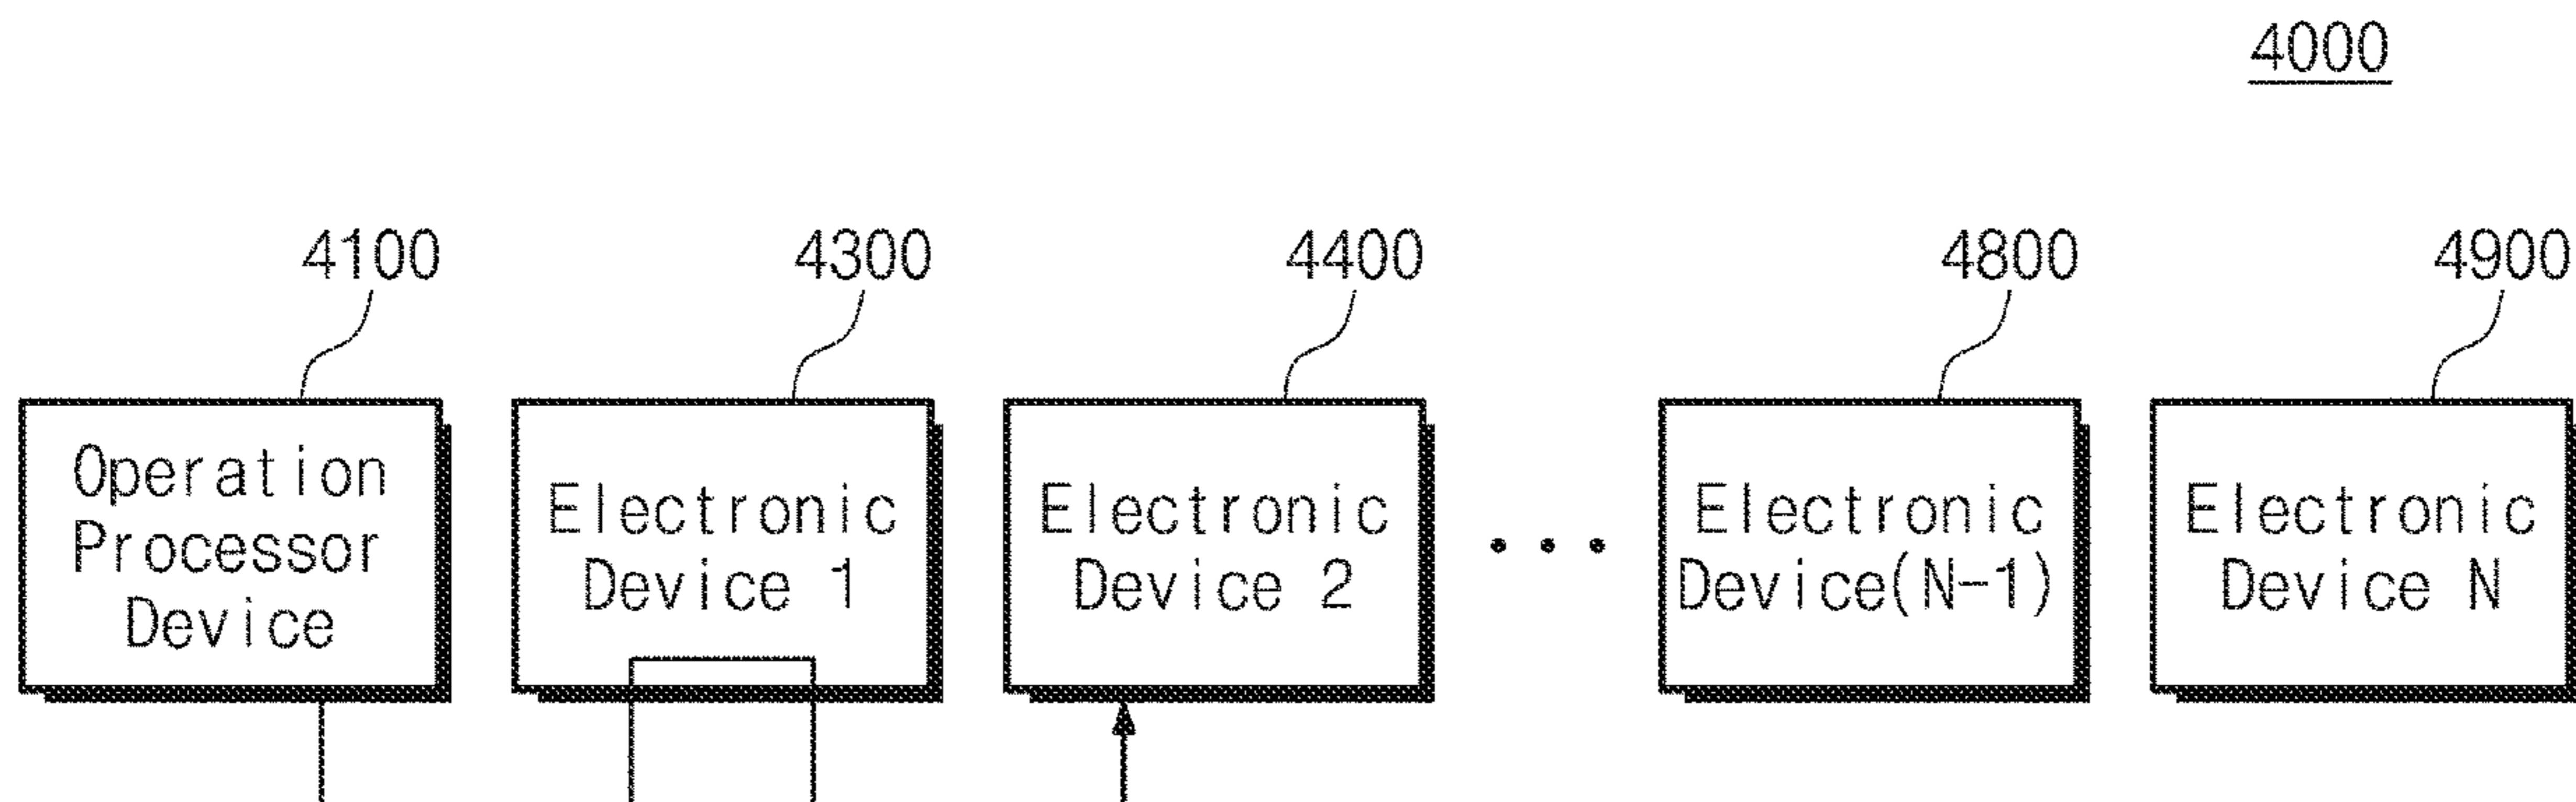 4000
4100
4300
4400
4800
4900
Operation
Processor
Device
Electronic
Device 1
Electronic
Device 2
• • •
Electronic
Device(N-1)
Electronic
Device N